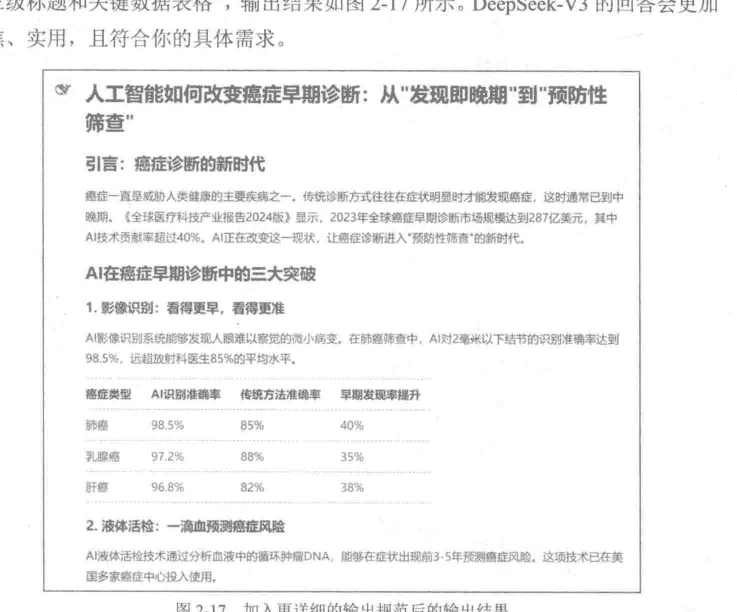 级标题和关键数据表格”，输出结果如图 2-17 所示。DeepSeek-V3 的回答会更加
焦、实用，且符合你的具体需求。
人工智能如何改变癌症早期诊断：从"发现即晚期"到"预防性
筛查"
引言：癌症诊断的新时代
癌症一直是威胁人类健康的主要疾病之一。传统诊断方式往往在症状明显时才能发现癌症，这时通常已到中
晚期。《全球医疗科技产业报告2024版》显示，2023年全球癌症早期诊断市场规模达到287亿美元，其中
AI技术贡献率超过40%。AI正在改变这一现状，让癌症诊断进入"预防性筛查"的新时代。
AI在癌症早期诊断中的三大突破
1. 影像识别：看得更早，看得更准
AI影像识别系统能够发现人眼难以察觉的微小病变。在肺癌筛查中，AI对2毫米以下结节的识别准确率达到
98.5%，远超放射科医生85%的平均水平。
癌症类型 AI识别准确率 传统方法准确率 早期发现率提升
肺癌 98.5% 85% 40%
乳腺癌 97.2% 88% 35%
肝癌 96.8% 82% 38%
2. 液体活检：一滴血预测癌症风险
AI液体活检技术通过分析血液中的循环肿瘤DNA，能够在症状出现前3-5年预测癌症风险。这项技术已在美
国多家癌症中心投入使用。
图 2-17 加入更详细的输出规范后的输出结果